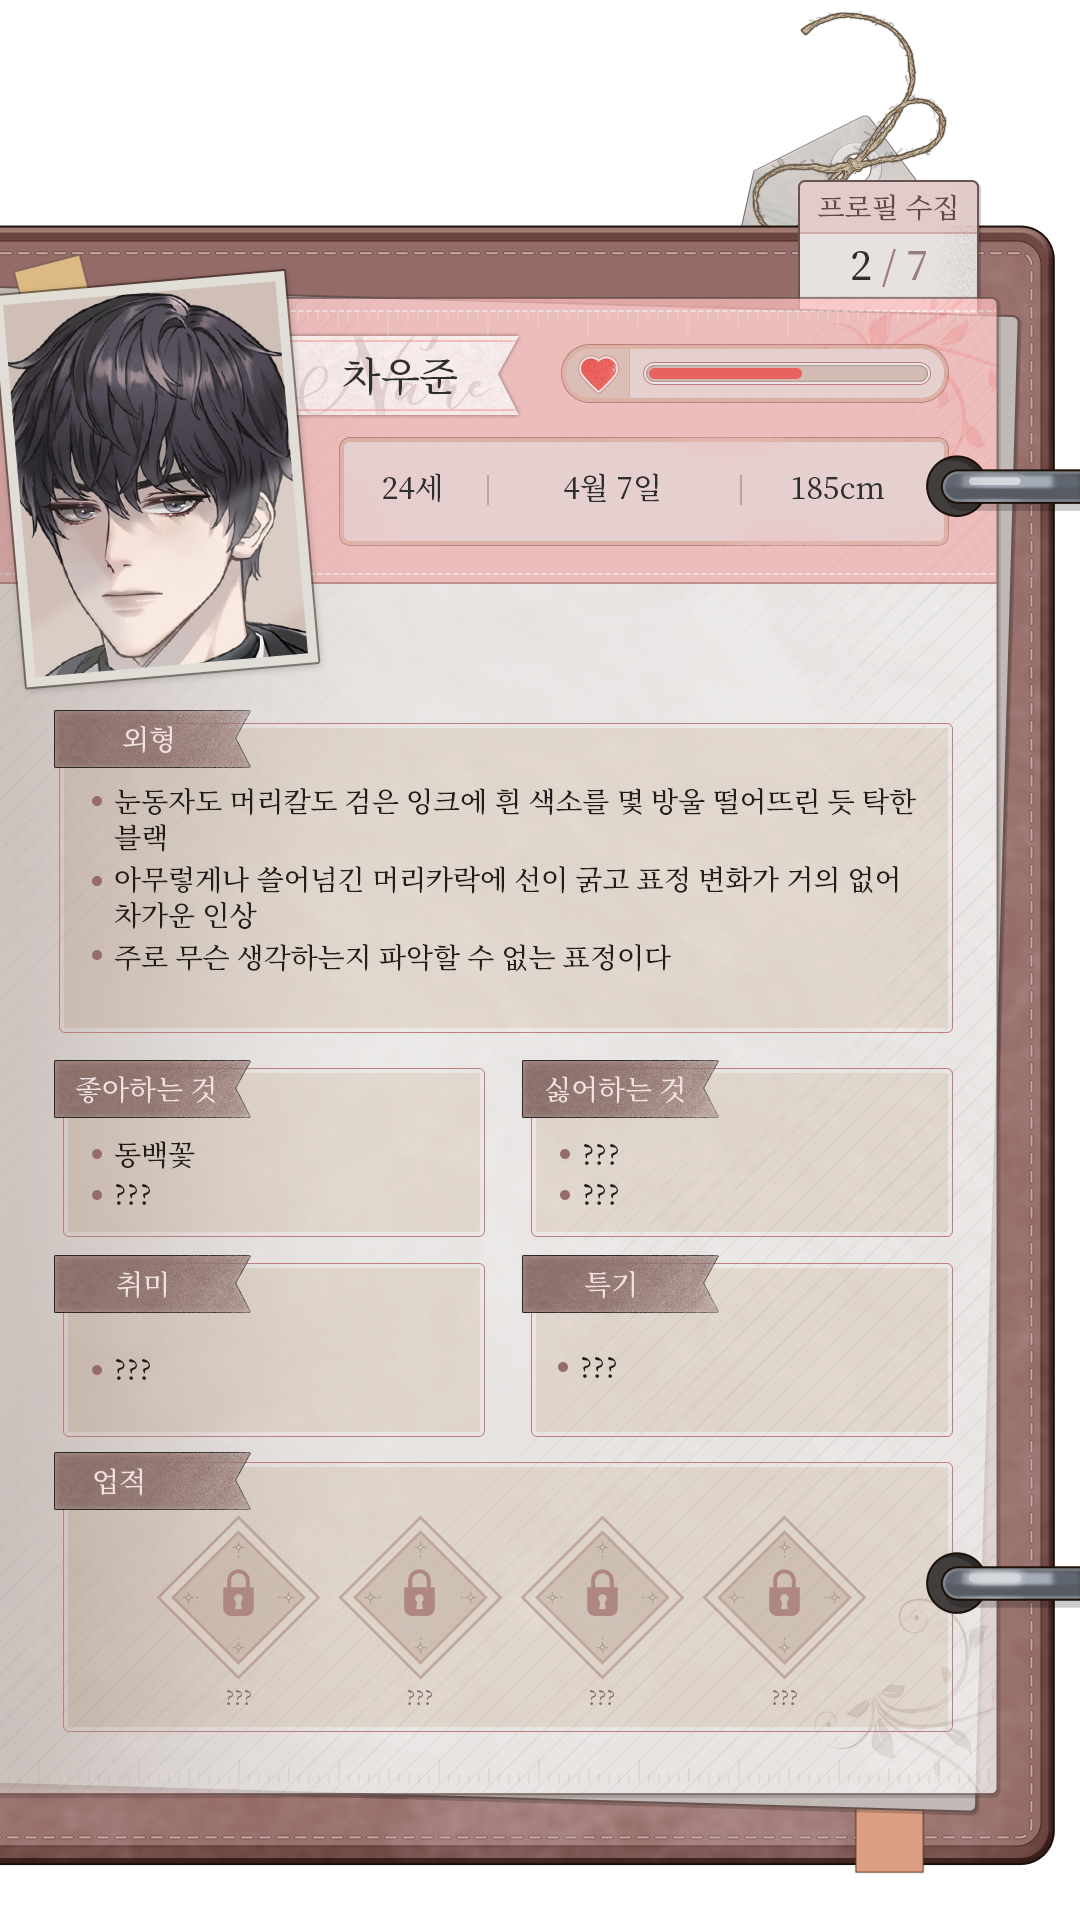 프로필 수집
2 / 7
Name
차우준
24세 4월 7일 185cm
외형
눈동자도 머리칼도 검은 잉크에 흰 색소를 몇 방울 떨어뜨린 듯 탁한
블랙
아무렇게나 쓸어넘긴 머리카락에 선이 굵고 표정 변화가 거의 없어
차가운 인상
주로 무슨 생각하는지 파악할 수 없는 표정이다
좋아하는 것
동백꽃
???
싫어하는 것
???
???
취미
???
특기
???
업적
??? ??? ??? ???